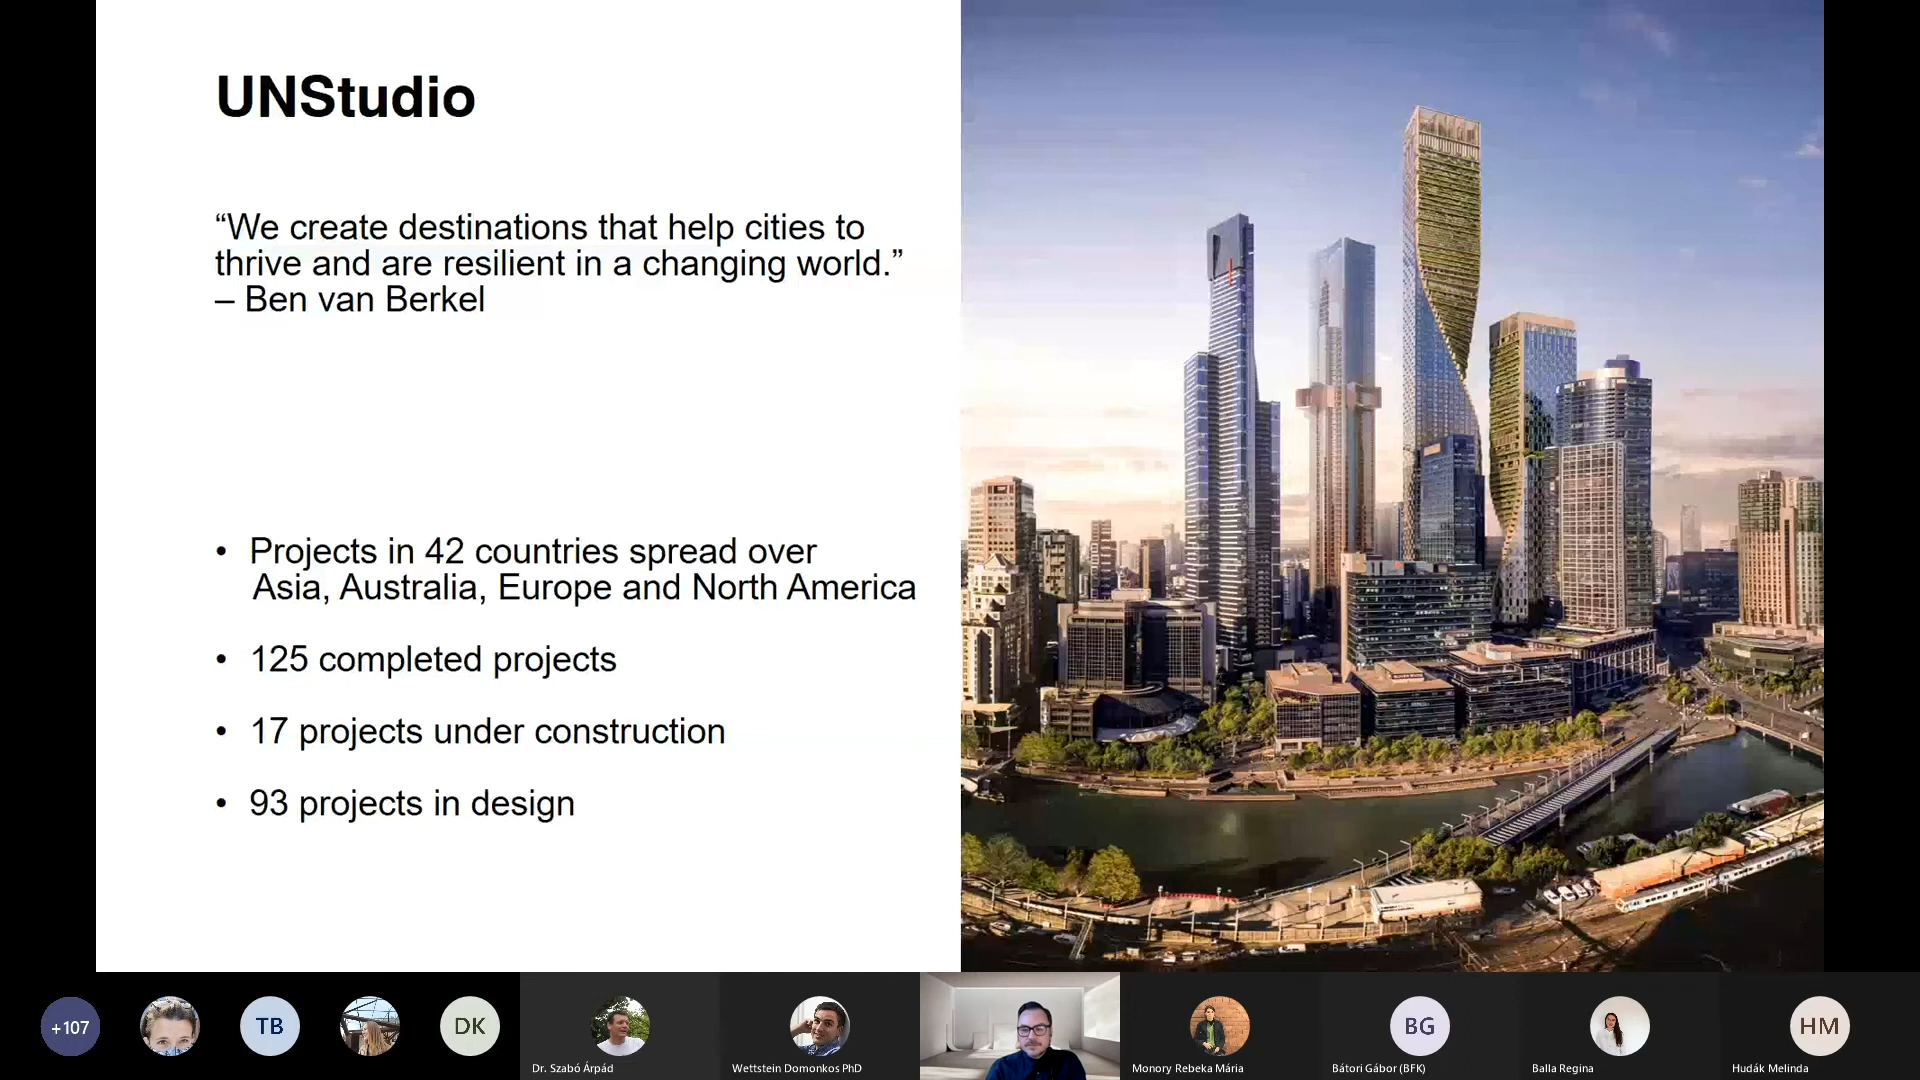 UNStudio
“We create destinations that help cities to
thrive and are resilient in a changing world.”
– Ben van Berkel
• Projects in 42 countries spread over
Asia, Australia, Europe and North America
• 125 completed projects
• 17 projects under construction
• 93 projects in design
+107
TB
DK
Dr. Szabó Árpád
Wettstein Domonkos PhD
Monory Rebeka Mária
BG
Bátori Gábor (BFK)
Balla Regina
HM
Hudák Melinda